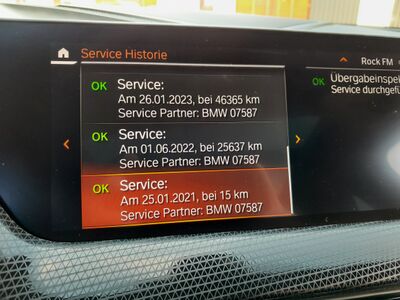 Service Historie
Rock FM
OK Service:
Am 26.01.2023, bei 46365 km
Service Partner: BMW 07587
OK Service:
Am 01.06.2022, bei 25637 km
Service Partner: BMW 07587
OK Service:
Am 25.01.2021, bei 15 km
Service Partner: BMW 07587
OK Übergabeinspe
Service durchgefü